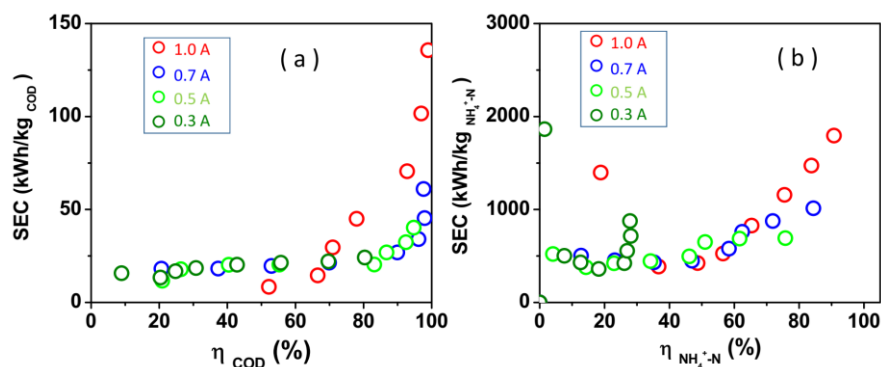 150
100
50
0
SEC (kWh/kg COD)
1.0 A
0.7 A
0.5 A
0.3 A
( a )
0 20 40 60 80 100
η COD (%)
3000
2000
1000
0
SEC (kWh/kg NH₄⁺-N)
1.0 A
0.7 A
0.5 A
0.3 A
( b )
0 20 40 60 80 100
η NH₄⁺-N (%)